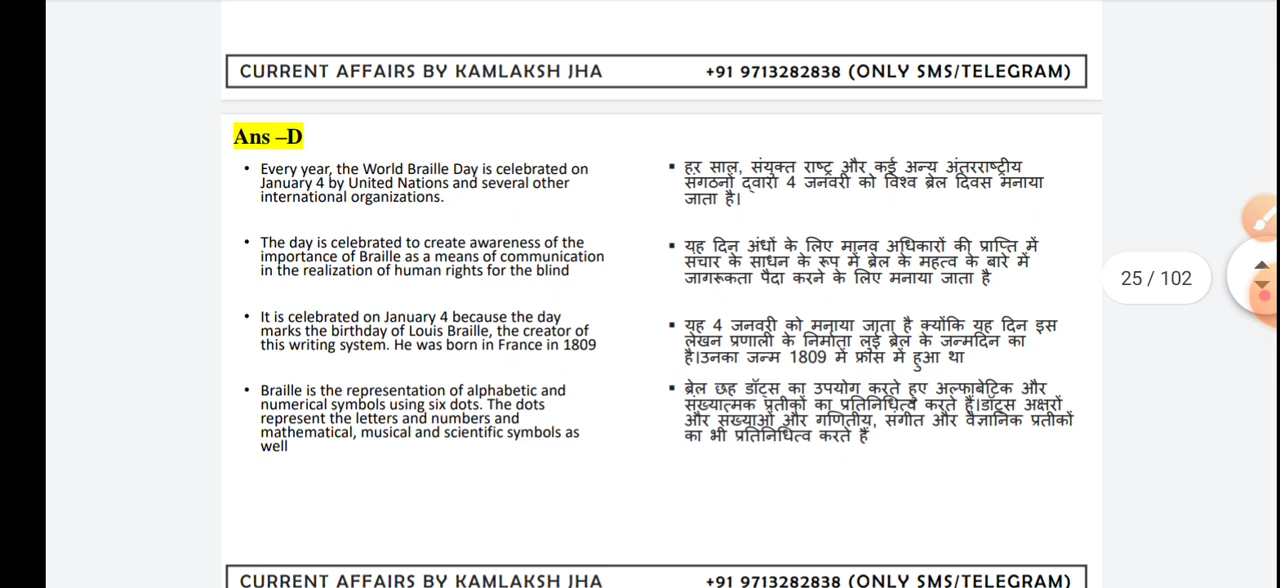 CURRENT AFFAIRS BY KAMLAKSH JHA +91 9713282838 (ONLY SMS/TELEGRAM)
Ans –D
• Every year, the World Braille Day is celebrated on
January 4 by United Nations and several other
international organizations.
• The day is celebrated to create awareness of the
importance of Braille as a means of communication
in the realization of human rights for the blind
• It is celebrated on January 4 because the day
marks the birthday of Louis Braille, the creator of
this writing system. He was born in France in 1809
• Braille is the representation of alphabetic and
numerical symbols using six dots. The dots
represent the letters and numbers and
mathematical, musical and scientific symbols as
well
▪ हर साल, संयुक्त राष्ट्र और कई अन्य अंतरराष्ट्रीय
संगठनों द्वारा 4 जनवरी को विश्व ब्रेल दिवस मनाया
जाता है।
▪ यह दिन अंधों के लिए मानव अधिकारों की प्राप्ति में
संचार के साधन के रूप में ब्रेल के महत्व के बारे में
जागरूकता पैदा करने के लिए मनाया जाता है
▪ यह 4 जनवरी को मनाया जाता है क्योंकि यह दिन इस
लेखन प्रणाली के निर्माता लुई ब्रेल के जन्मदिन का
है।उनका जन्म 1809 में फ्रांस में हुआ था
▪ ब्रेल छह डॉट्स का उपयोग करते हुए अल्फाबेटिक और
संख्यात्मक प्रतीकों का प्रतिनिधित्व करते हैं।डॉट्स अक्षरों
और संख्याओं और गणितीय, संगीत और वैज्ञानिक प्रतीकों
का भी प्रतिनिधित्व करते हैं
25 / 102
CURRENT AFFAIRS BY KAMLAKSH JHA +91 9713282838 (ONLY SMS/TELEGRAM)